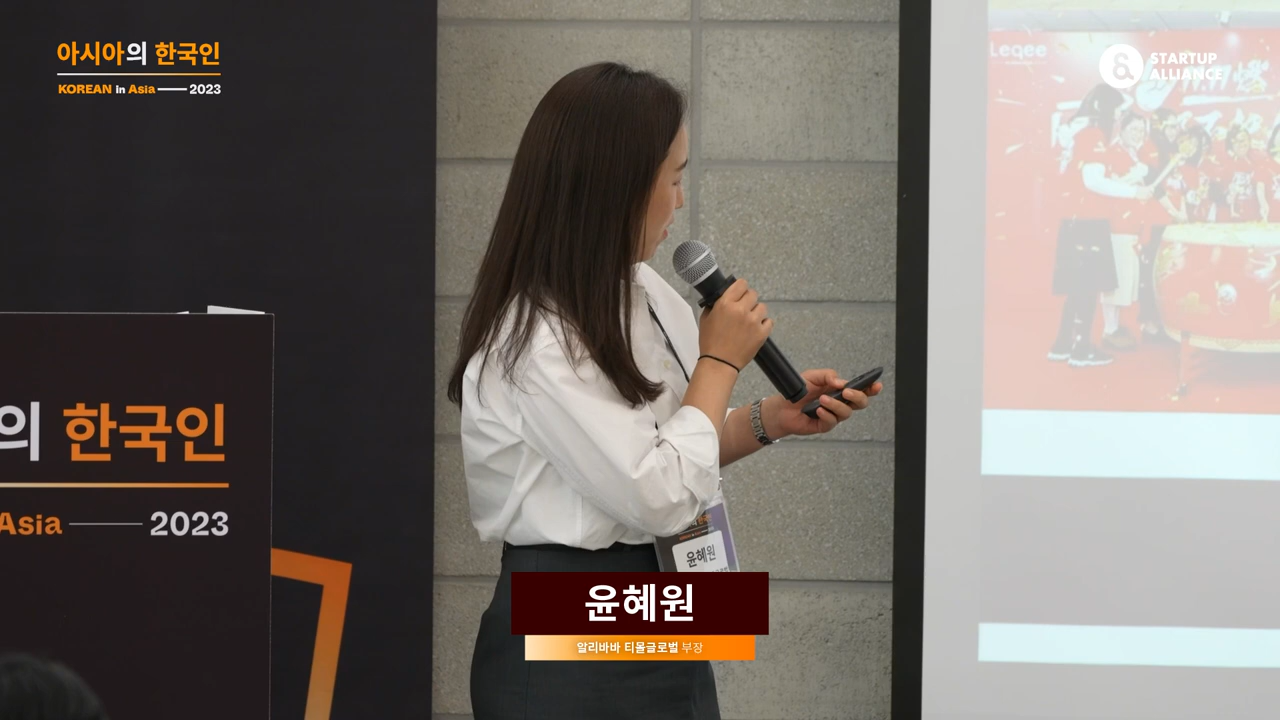 아시아의 한국인
KOREAN in Asia 2023
STARTUP
ALLIANCE
Leqee
의 한국인
Asia 2023
윤혜원
윤혜원
알리바바 티몰글로벌 부장